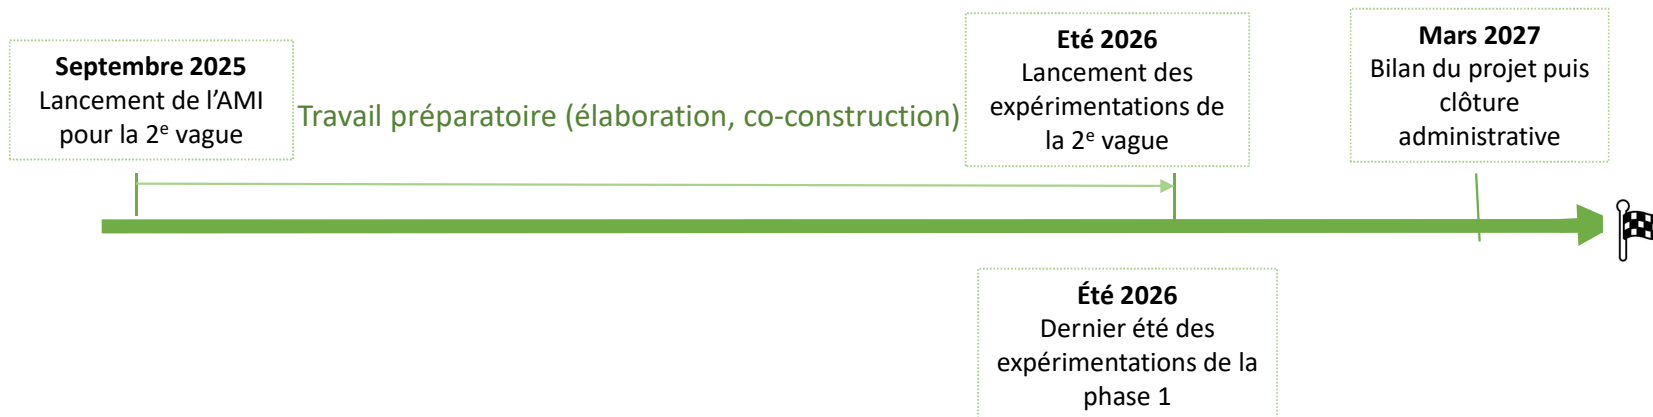 Septembre 2025
Lancement de l’AMI
pour la 2e vague
Travail préparatoire (élaboration, co-construction)
Eté 2026
Lancement des
expérimentations de
la 2e vague
Mars 2027
Bilan du projet puis
clôture
administrative
Été 2026
Dernier été des
expérimentations de la
phase 1